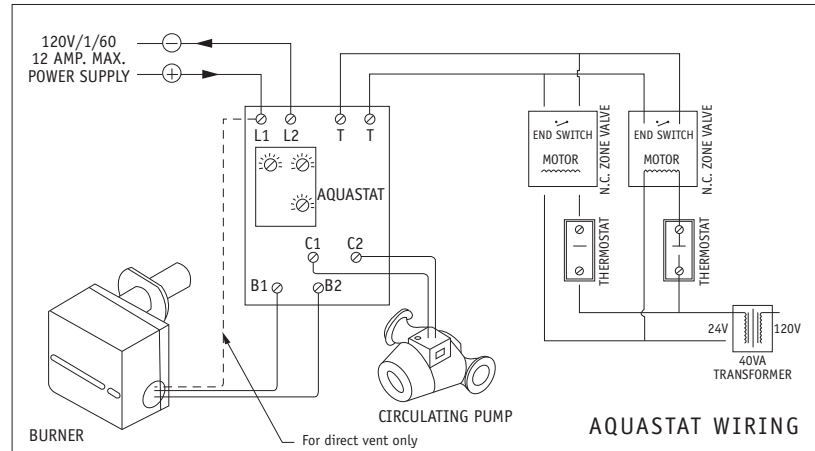 120V/1/60
12 AMP. MAX.
POWER SUPPLY
L1
L2
T
T
AQUASTAT
C1
C2
B1
B2
END SWITCH
MOTOR
N.C. ZONE VALVE
END SWITCH
MOTOR
N.C. ZONE VALVE
THERMOSTAT
THERMOSTAT
24V
120V
40VA
TRANSFORMER
BURNER
For direct vent only
CIRCULATING PUMP
AQUASTAT WIRING